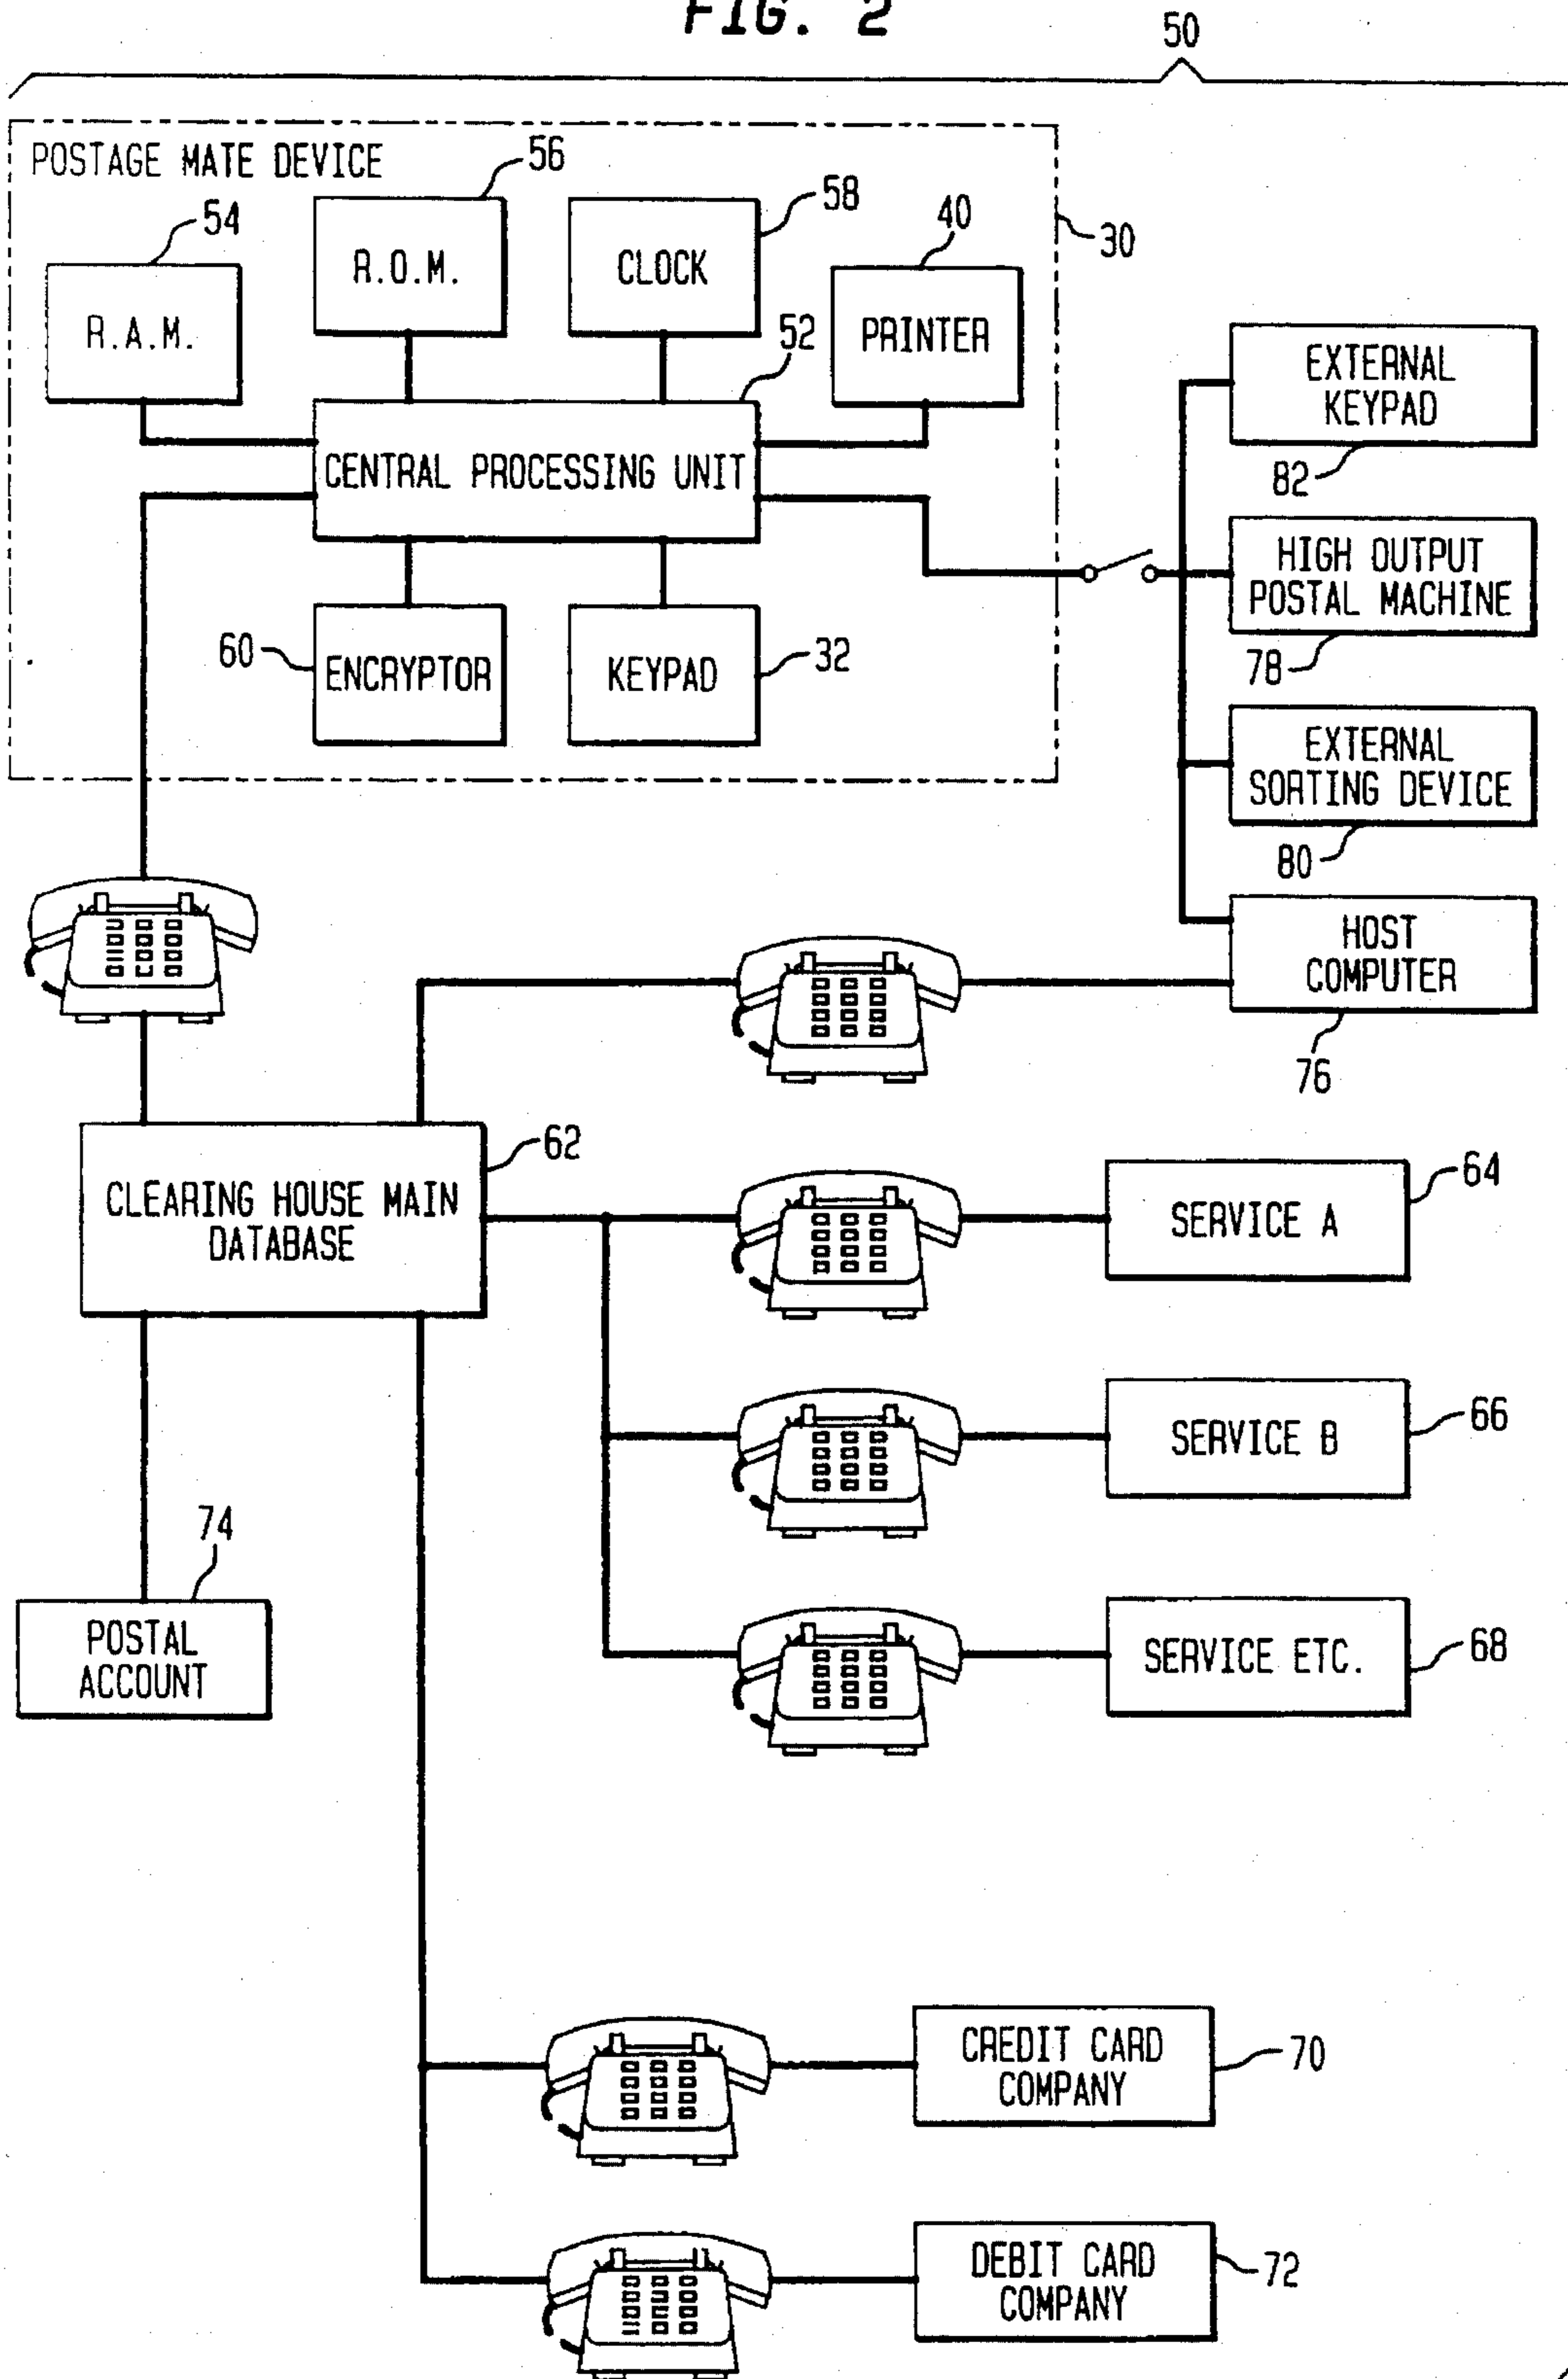 FIG. 2
50
POSTAGE MATE DEVICE
56
58
54
40
30
R.O.M.
CLOCK
R.A.M.
PRINTER
52
EXTERNAL
KEYPAD
82
CENTRAL PROCESSING UNIT
HIGH OUTPUT
POSTAL MACHINE
78
60
ENCRYPTOR
KEYPAD
32
EXTERNAL
SORTING DEVICE
80
HOST
COMPUTER
76
62
CLEARING HOUSE MAIN
DATABASE
SERVICE A
64
SERVICE B
66
74
POSTAL
ACCOUNT
SERVICE ETC.
68
CREDIT CARD
COMPANY
70
DEBIT CARD
COMPANY
72